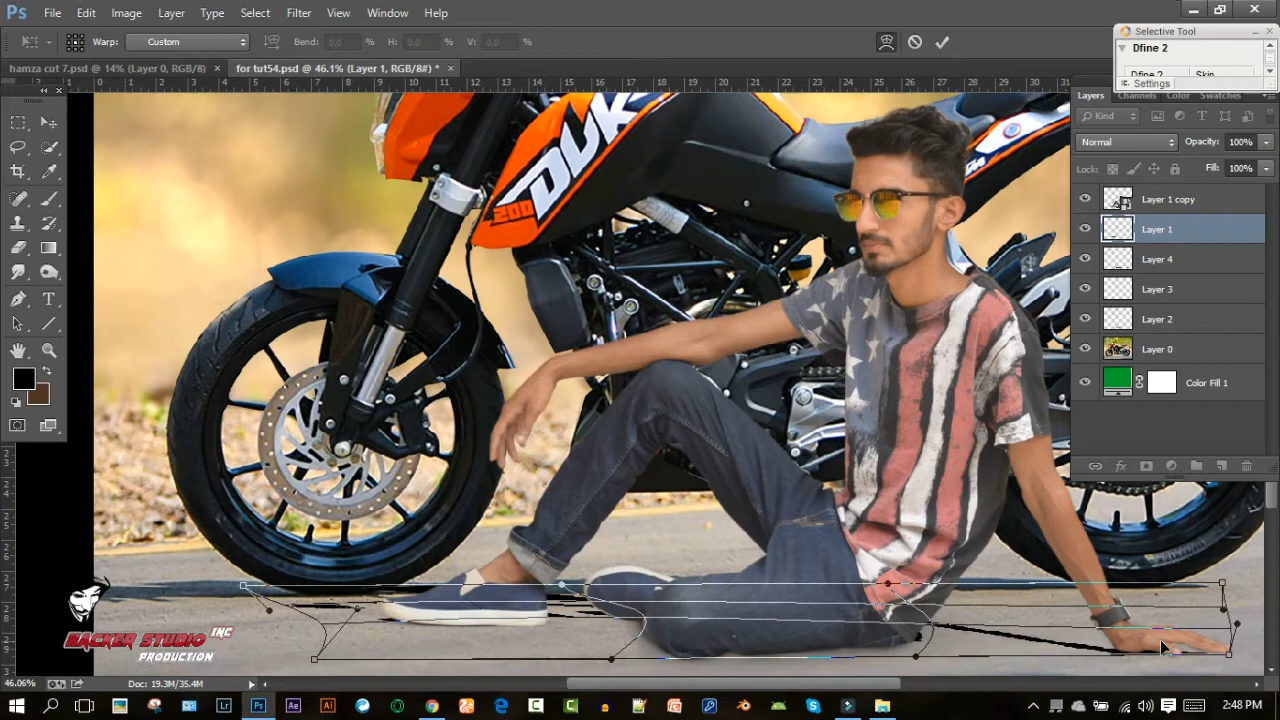 Ps File Edit Image Layer Type Select Filter View Window Help
Warp: Custom Bend: 0.0 % H: 0.0 % V: 0.0 %
Selective Tool
Dfine 2
Dfine 2 Skin
Settings
hamza cut 7.psd @ 14% (Layer 0, RGB/8) × for tut54.psd @ 46.1% (Layer 1, RGB/8#) * ×
Layers Channels Color Swatches
Kind
Normal Opacity: 100%
Lock: Fill: 100%
Layer 1 copy
Layer 1
Layer 4
Layer 3
Layer 2
Layer 0
Color Fill 1
DUK
200
HACKER STUDIO INC
PRODUCTION
46.06% Doc: 19.3M/35.4M
2:48 PM